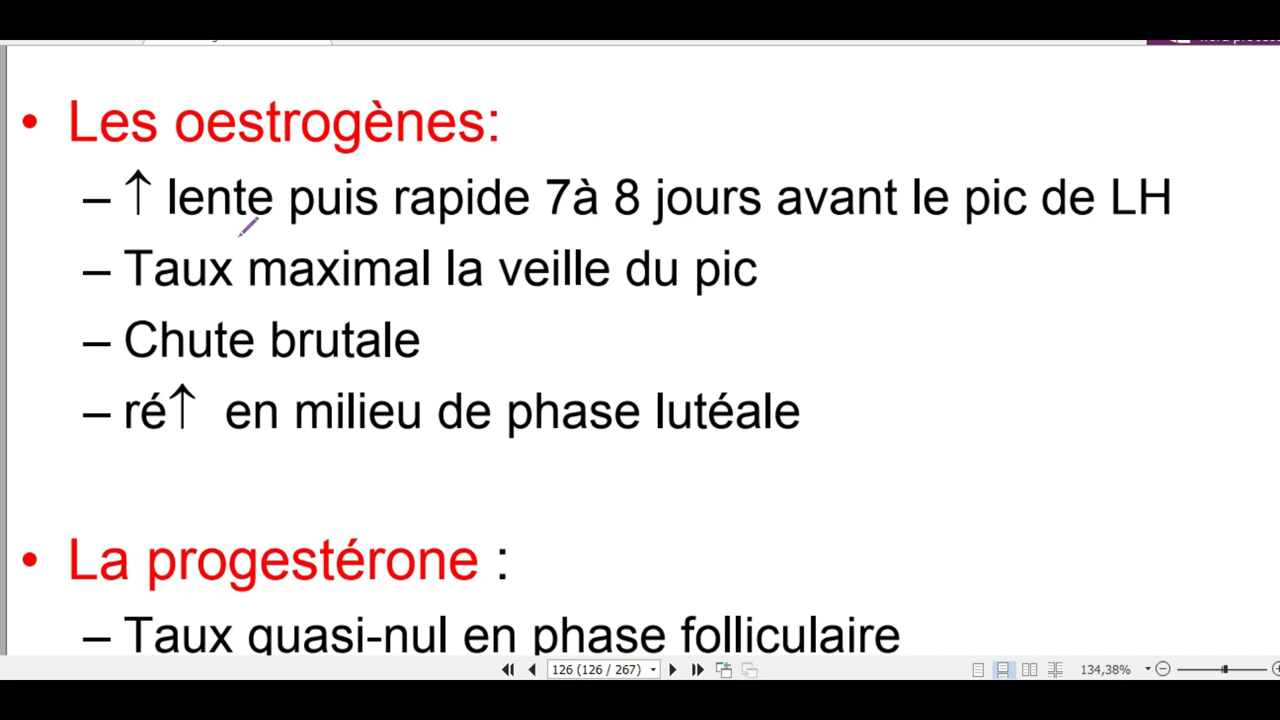 • Les oestrogènes:
– ↑ lente puis rapide 7à 8 jours avant le pic de LH
– Taux maximal la veille du pic
– Chute brutale
– ré↑ en milieu de phase lutéale
• La progestérone :
– Taux quasi-nul en phase folliculaire
126 (126 / 267)
134,38%